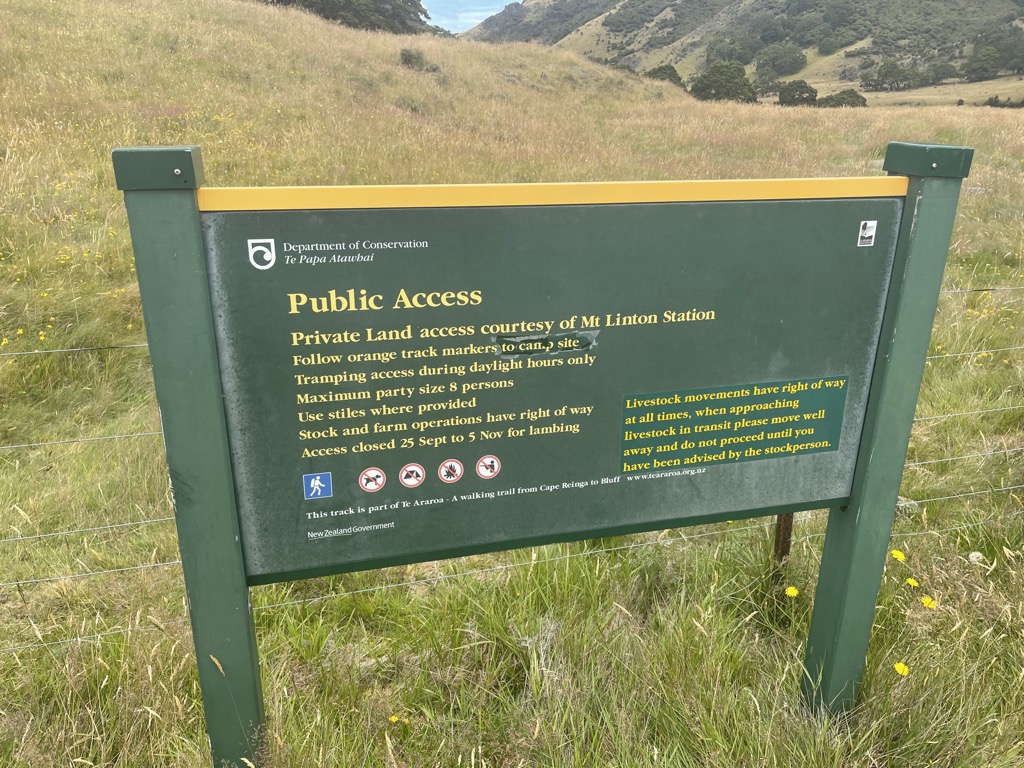 Department of Conservation
Te Papa Atawhai
Public Access
Private Land access courtesy of Mt Linton Station
Follow orange track markers to camp site
Tramping access during daylight hours only
Maximum party size 8 persons
Use stiles where provided
Stock and farm operations have right of way
Access closed 25 Sept to 5 Nov for lambing
Livestock movements have right of way
at all times, when approaching
livestock in transit please move well
away and do not proceed until you
have been advised by the stockperson.
This track is part of Te Araroa - A walking trail from Cape Reinga to Bluff www.teararoa.org.nz
New Zealand Government